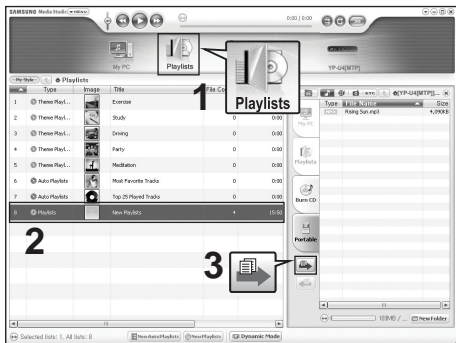 SAMSUNG Media Studio MENU
0:00 / 0:00
My PC
Playlists
YP-U4[MTP]
Playlists
1
My Style
Playlists
Type Image Title File Co
1 Theme Playl... Exercise 0 0:00
2 Theme Playl... Study 0 0:00
3 Theme Playl... Driving 0 0:00
4 Theme Playl... Party 0 0:00
5 Theme Playl... Meditation 0 0:00
6 Auto Playlists Most Favorite Tracks 0 0:00
7 Auto Playlists Top 25 Played Tracks 0 0:00
8 Playlists New Playlists 4 15:50
2
3
ETC [YP-U4[MTP]]...
Type File Name Size
Rising Sun.mp3 4,090KB
My PC
Playlists
Burn CD
Portable
183MB / ... New Folder
Selected lists: 1, All lists: 8
New Auto Playlists
New Playlists
Dynamic Mode